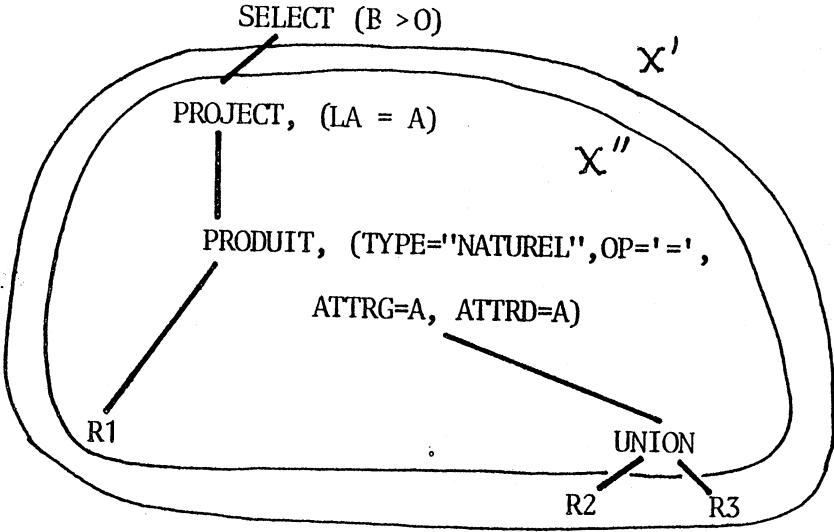 SELECT (B >0)
X'
PROJECT, (LA = A)
X"
PRODUIT, (TYPE="NATUREL",OP='=',
ATTRG=A, ATTRD=A)
R1
UNION
R2 R3